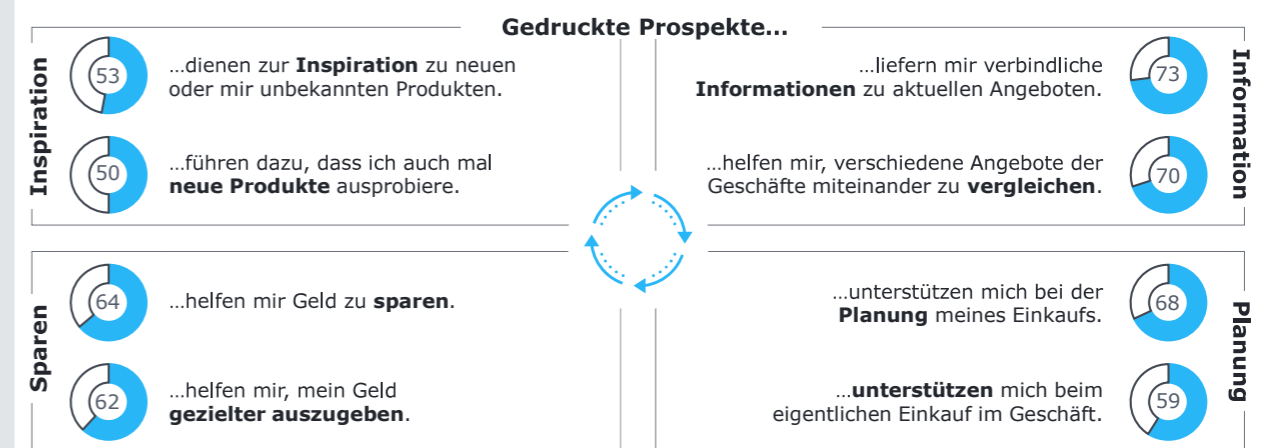 Gedruckte Prospekte...
Inspiration
53
...dienen zur Inspiration zu neuen
oder mir unbekannten Produkten.
50
...führen dazu, dass ich auch mal
neue Produkte ausprobiere.
Information
...liefern mir verbindliche
Informationen zu aktuellen Angeboten.
73
...helfen mir, verschiedene Angebote der
Geschäfte miteinander zu vergleichen.
70
Sparen
64
...helfen mir Geld zu sparen.
62
...helfen mir, mein Geld
gezielter auszugeben.
Planung
...unterstützen mich bei der
Planung meines Einkaufs.
68
...unterstützen mich beim
eigentlichen Einkauf im Geschäft.
59